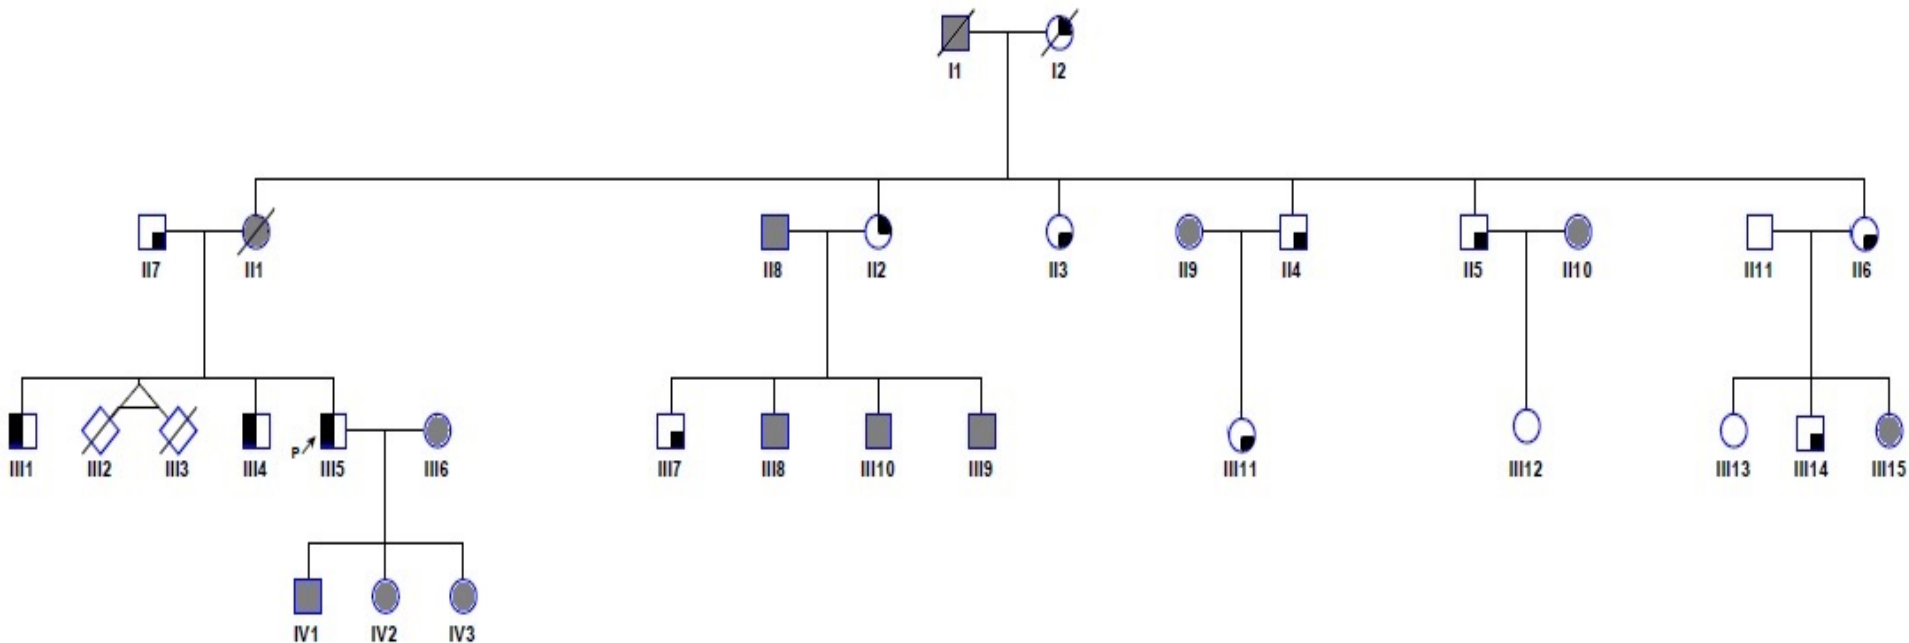 I1 I2
II7 II1 II8 II2 II3 II9 II4 II5 II10 II11 II6
P
III1 III2 III3 III4 III5 III6 III7 III8 III10 III9 III11 III12 III13 III14 III15
IV1 IV2 IV3